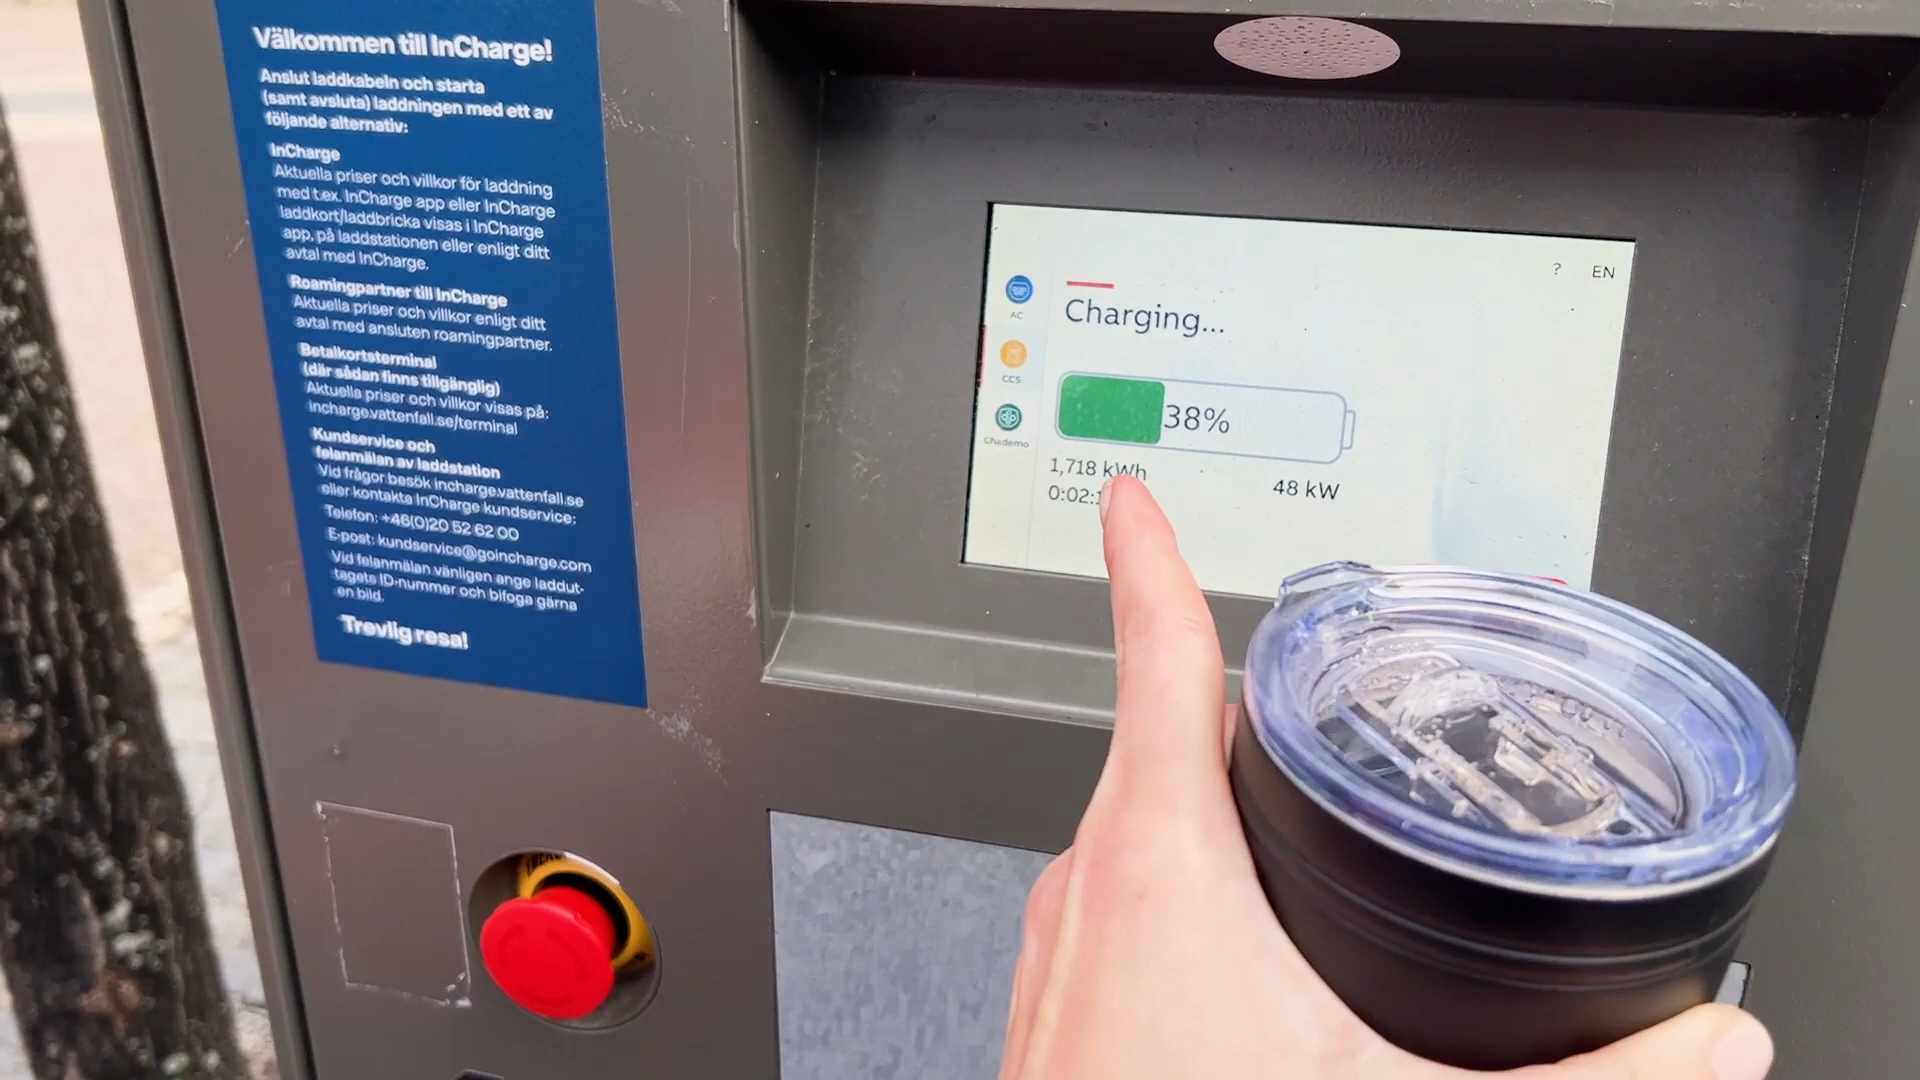 Välkommen till InCharge!
Anslut laddkabeln och starta
(samt avsluta) laddningen med ett av
följande alternativ:
InCharge
Aktuella priser och villkor för laddning
med t.ex. InCharge app eller InCharge
laddkort/laddbricka visas i InCharge
app, på laddstationen eller enligt ditt
avtal med InCharge.
Roamingpartner till InCharge
Aktuella priser och villkor enligt ditt
avtal med ansluten roamingpartner.
Betalkortsterminal
(där sådan finns tillgänglig)
Aktuella priser och villkor visas på:
incharge.vattenfall.se/terminal
Kundservice och
felanmälan av laddstation
Vid frågor besök incharge.vattenfall.se
eller kontakta InCharge kundservice:
Telefon: +46(0)20 52 62 00
E-post: kundservice@goincharge.com
Vid felanmälan vänligen ange laddut-
tagets ID-nummer och bifoga gärna
en bild.
Trevlig resa!
? EN
AC
CCS
Chademo
Charging...
38%
1,718 kWh
48 kW
0:02:1